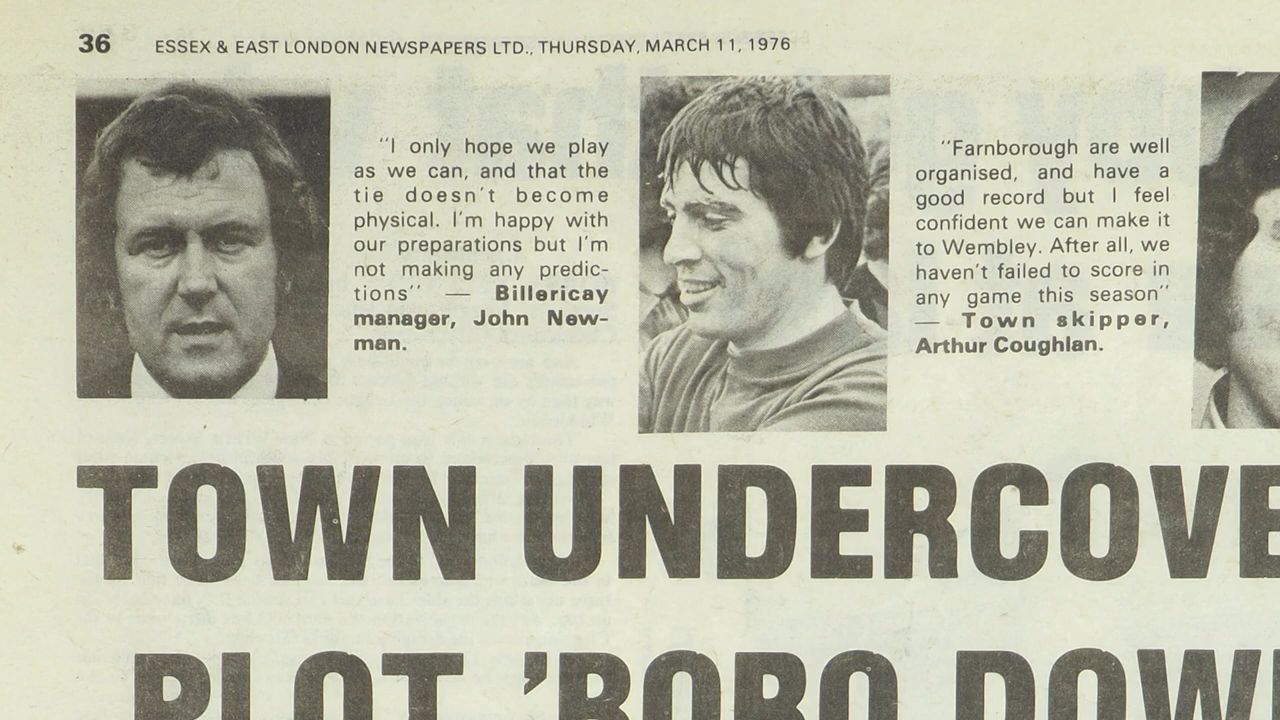 36 ESSEX & EAST LONDON NEWSPAPERS LTD., THURSDAY, MARCH 11, 1976
"I only hope we play
as we can, and that the
tie doesn't become
physical. I'm happy with
our preparations but I'm
not making any predic-
tions" — Billericay
manager, John New-
man.
"Farnborough are well
organised, and have a
good record but I feel
confident we can make it
to Wembley. After all, we
haven't failed to score in
any game this season"
— Town skipper,
Arthur Coughlan.
TOWN UNDERCOVE
PLOT 'BORO DOW